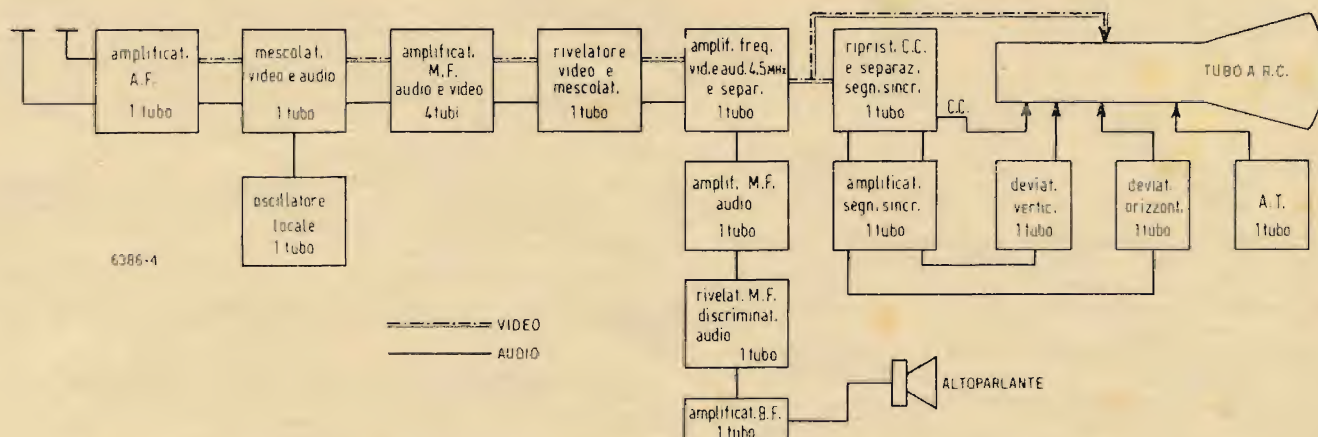 amplificat.
A.F.
1 tubo
mescolat.
video e audio
1 tubo
amplificat.
M.F.
audio e video
4 tubi
rivelatore
video e
mescolat.
1 tubo
amplif. freq.
vid.e aud. 4.5MHz
e separ.
1 tubo
riprist. C.C.
e separaz.
segn. sincr.
1 tubo
C.C.
TUBO A R.C.
oscillatore
locale
1 tubo
amplif. M.F.
audio
1 tubo
amplificat.
segn. sincr.
1 tubo
deviat.
vertic.
1 tubo
deviat.
orizzont.
1 tubo
A.T.
1 tubo
6386-4
VIDEO
AUDIO
rivelat. M.F.
discriminat.
audio
1 tubo
ALTOPARLANTE
amplificat. B.F.
1 tubo